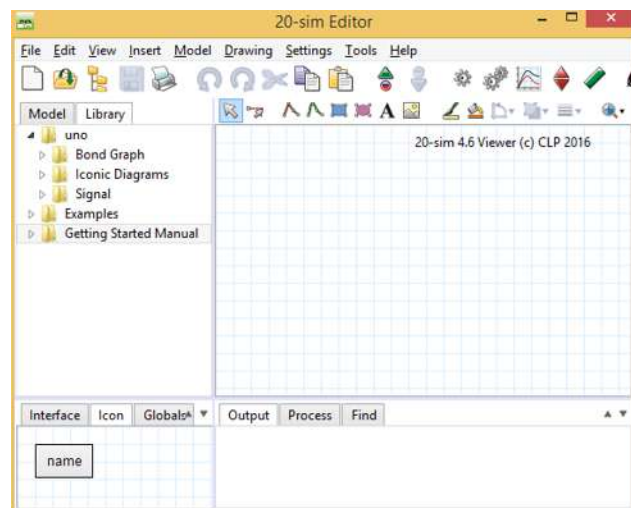 20-sim Editor
File Edit View Insert Model Drawing Settings Tools Help
Model Library
A
20-sim 4.6 Viewer (c) CLP 2016
uno
Bond Graph
Iconic Diagrams
Signal
Examples
Getting Started Manual
Interface Icon Globals
Output Process Find
name